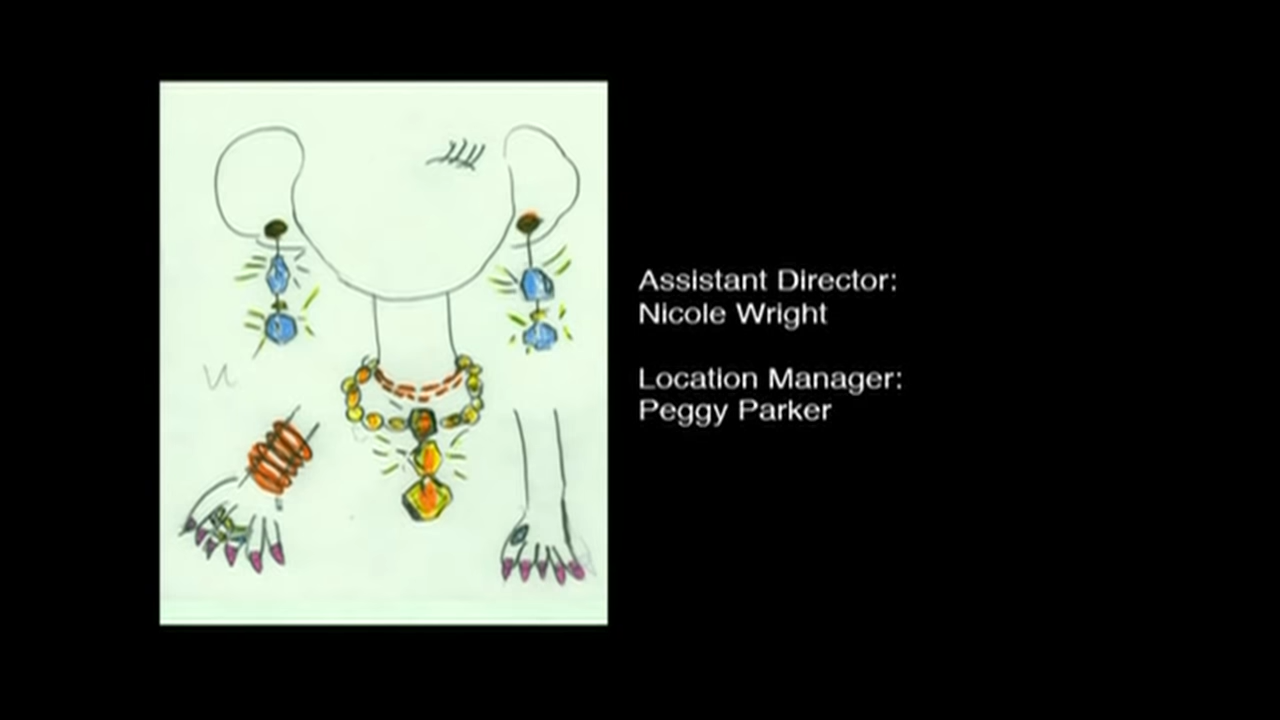 Assistant Director:
Nicole Wright
Location Manager:
Peggy Parker